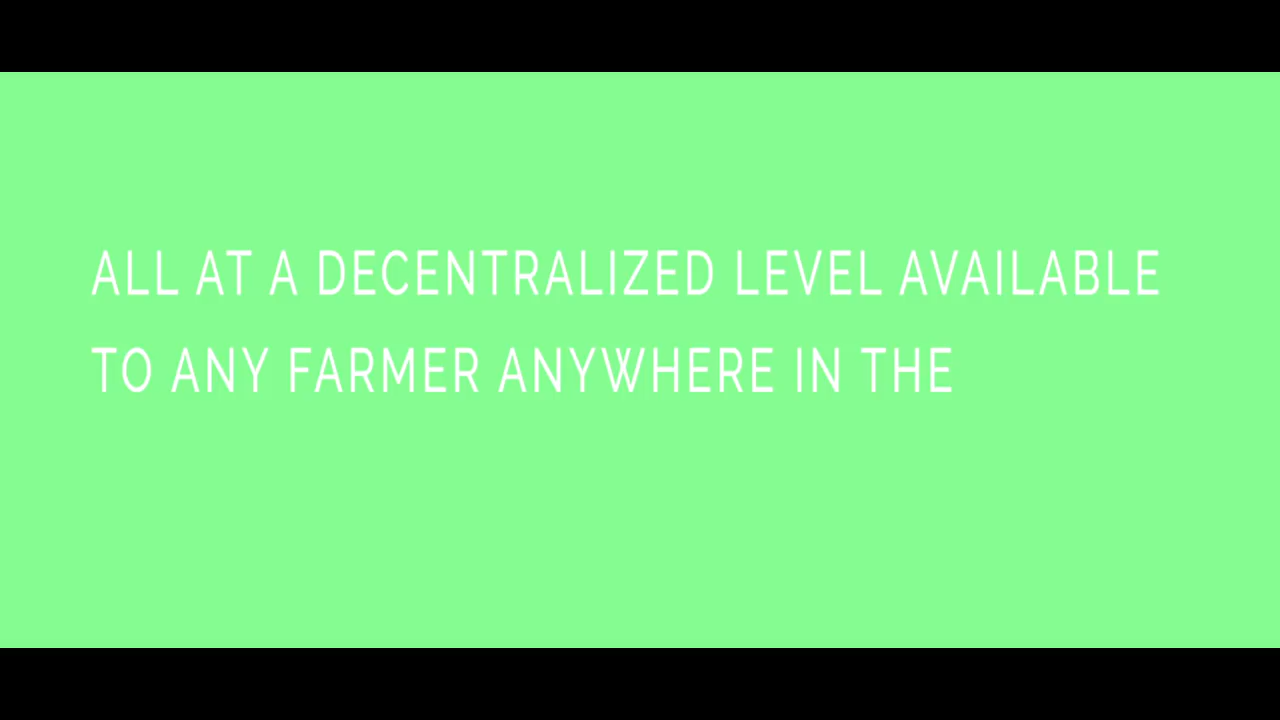 ALL AT A DECENTRALIZED LEVEL AVAILABLE
TO ANY FARMER ANYWHERE IN THE